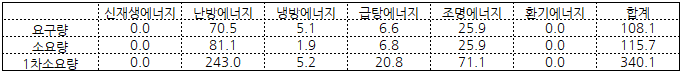 신재생에너지 난방에너지 냉방에너지 급탕에너지 조명에너지 환기에너지 합계
요구량 0.0 70.5 5.1 6.6 25.9 0.0 108.1
소요량 0.0 81.1 1.9 6.8 25.9 0.0 115.7
1차소요량 0.0 243.0 5.2 20.8 71.1 0.0 340.1